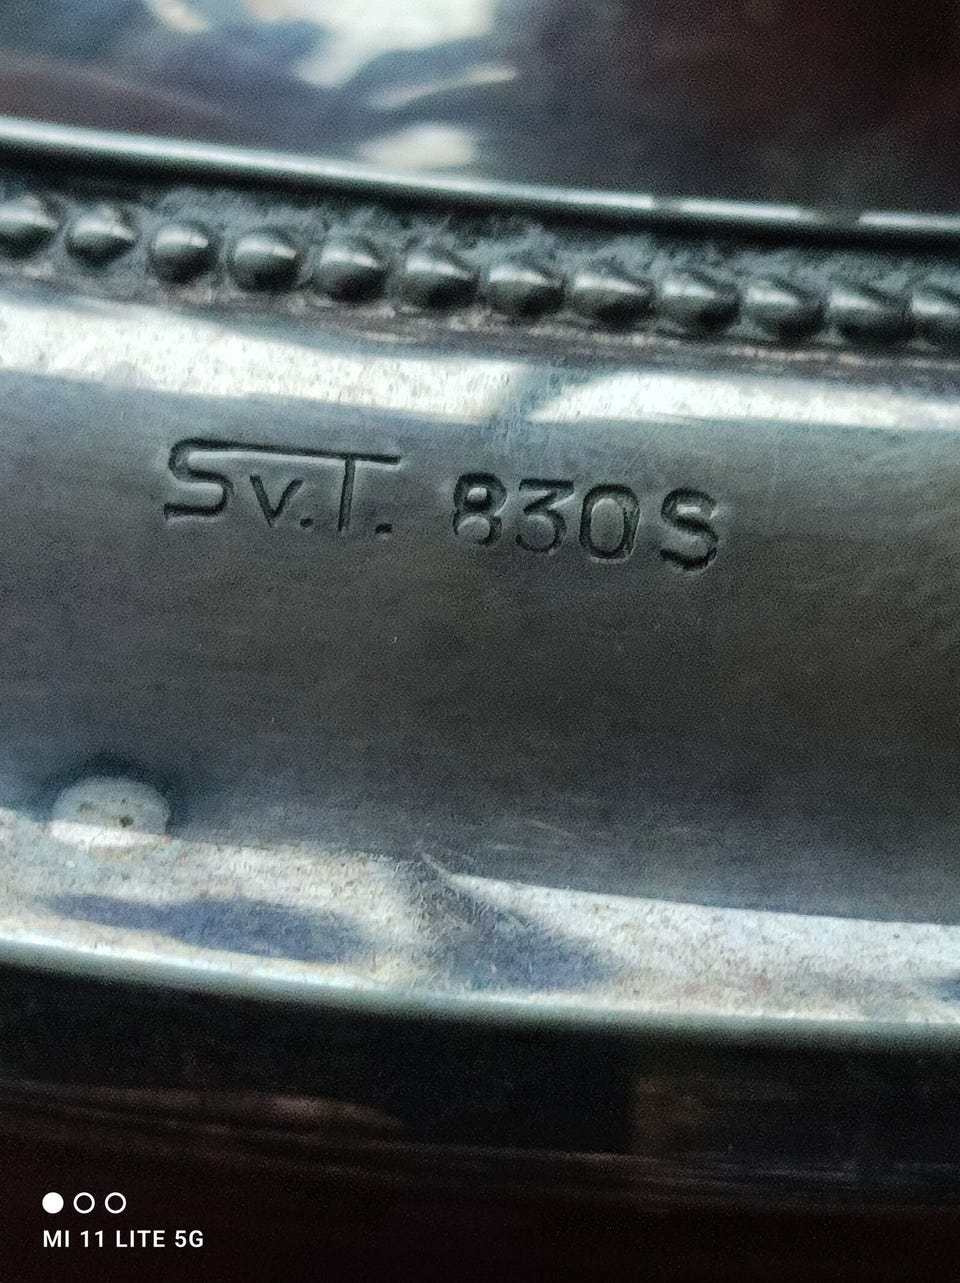 Sv.T. 830S
MI 11 LITE 5G